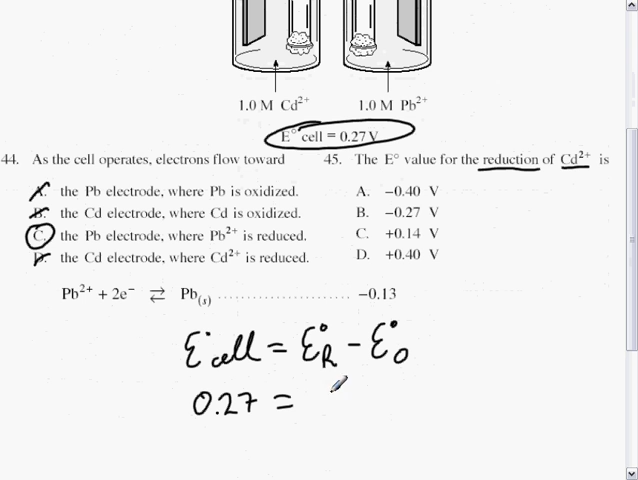 1.0 M Cd²⁺ 1.0 M Pb²⁺
E° cell = 0.27 V
44. As the cell operates, electrons flow toward
A. the Pb electrode, where Pb is oxidized.
B. the Cd electrode, where Cd is oxidized.
C. the Pb electrode, where Pb²⁺ is reduced.
D. the Cd electrode, where Cd²⁺ is reduced.
45. The E° value for the reduction of Cd²⁺ is
A. −0.40 V
B. −0.27 V
C. +0.14 V
D. +0.40 V
Pb²⁺ + 2e⁻ ⇄ Pb(s) ........................ −0.13
E° cell = E°R − E°O
0.27 =